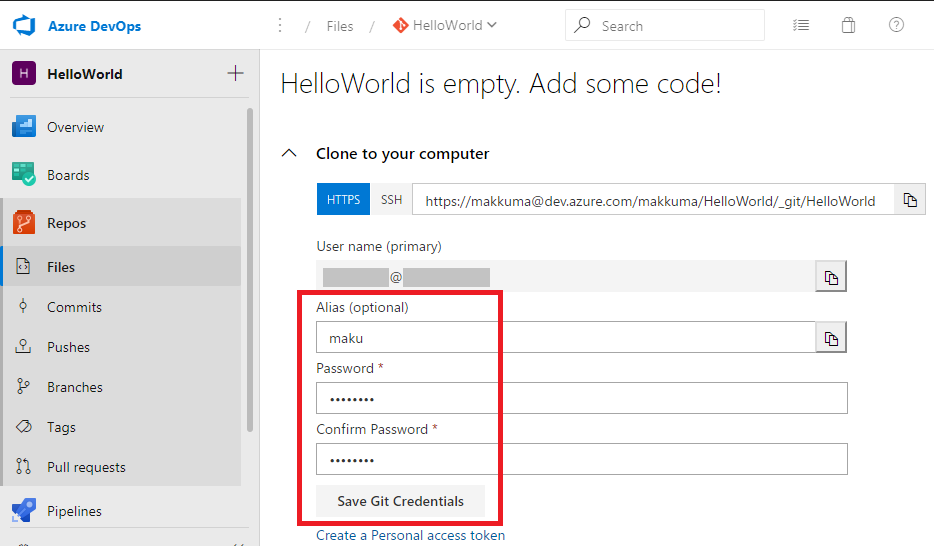 Azure DevOps
/ Files / HelloWorld
Search
H HelloWorld
HelloWorld is empty. Add some code!
Overview
Boards
Repos
Files
Commits
Pushes
Branches
Tags
Pull requests
Pipelines
Clone to your computer
HTTPS SSH https://makkuma@dev.azure.com/makkuma/HelloWorld/_git/HelloWorld
User name (primary)
@
Alias (optional)
maku
Password *
••••••••
Confirm Password *
••••••••
Save Git Credentials
Create a Personal access token